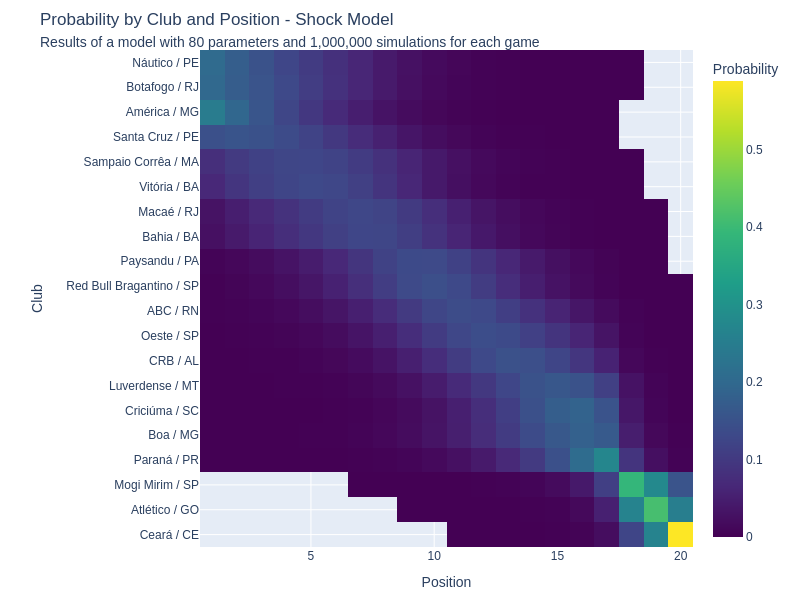 Probability by Club and Position - Shock Model
Results of a model with 80 parameters and 1,000,000 simulations for each game
Probability
Náutico / PE
Botafogo / RJ
América / MG
Santa Cruz / PE
Sampaio Corrêa / MA
Vitória / BA
Macaé / RJ
Bahia / BA
Paysandu / PA
Red Bull Bragantino / SP
ABC / RN
Oeste / SP
CRB / AL
Luverdense / MT
Criciúma / SC
Boa / MG
Paraná / PR
Mogi Mirim / SP
Atlético / GO
Ceará / CE
Club
5
10
15
20
Position
0.5
0.4
0.3
0.2
0.1
0